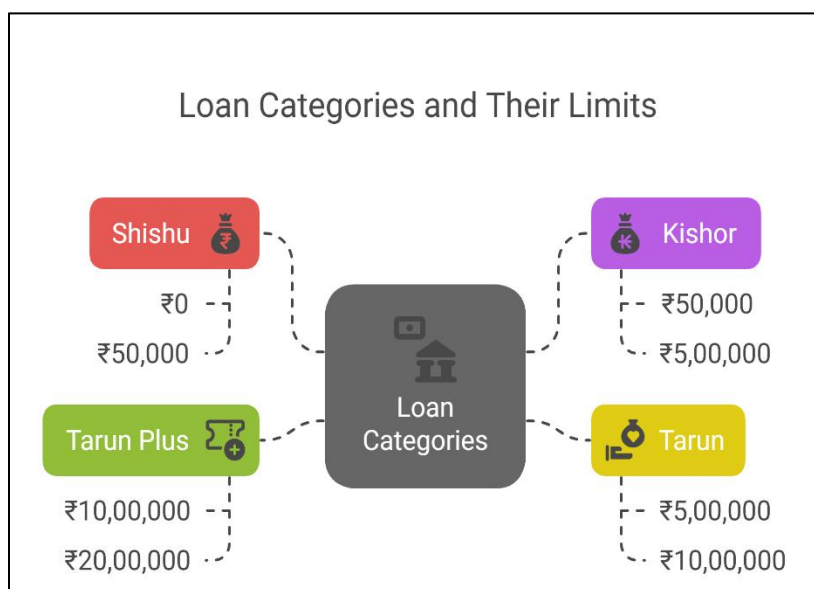 Loan Categories and Their Limits
Shishu
₹0
₹50,000
Kishor
₹50,000
₹5,00,000
Loan
Categories
Tarun Plus
₹10,00,000
₹20,00,000
Tarun
₹5,00,000
₹10,00,000